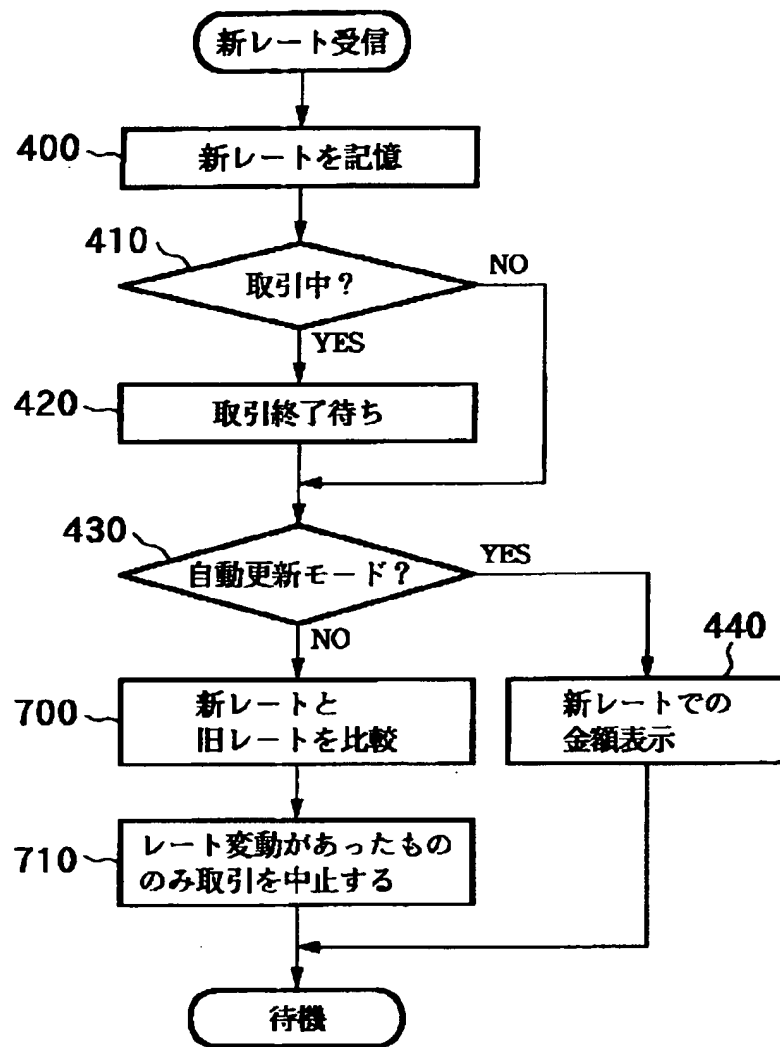 新レート受信
400
新レートを記憶
410
取引中?
NO
YES
420
取引終了待ち
430
自動更新モード?
YES
NO
440
700
新レートと
旧レートを比較
新レートでの
金額表示
710
レート変動があったもの
のみ取引を中止する
待機